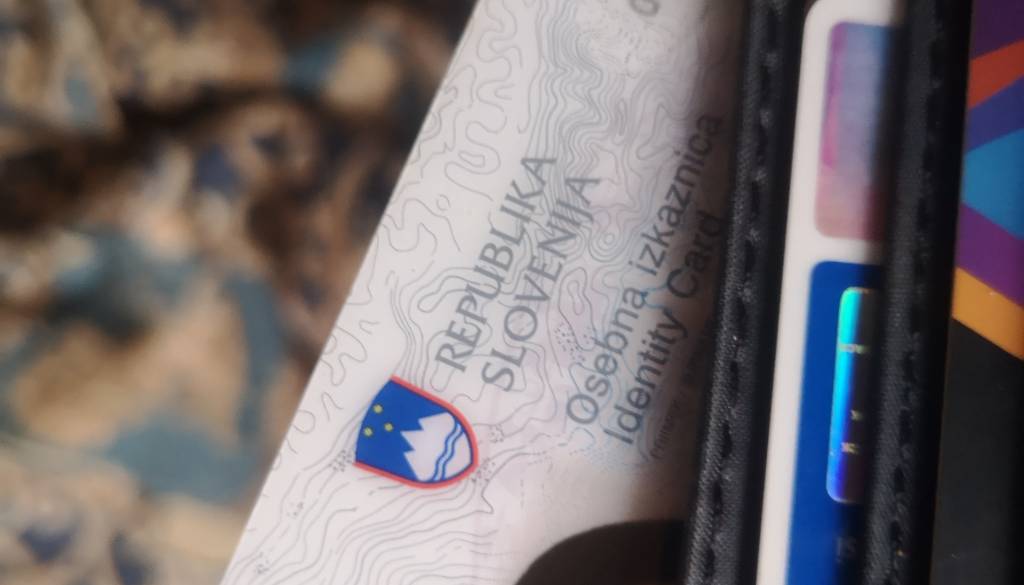 REPUBLIKA
SLOVENIJA
Osebna izkaznica
Identity Card